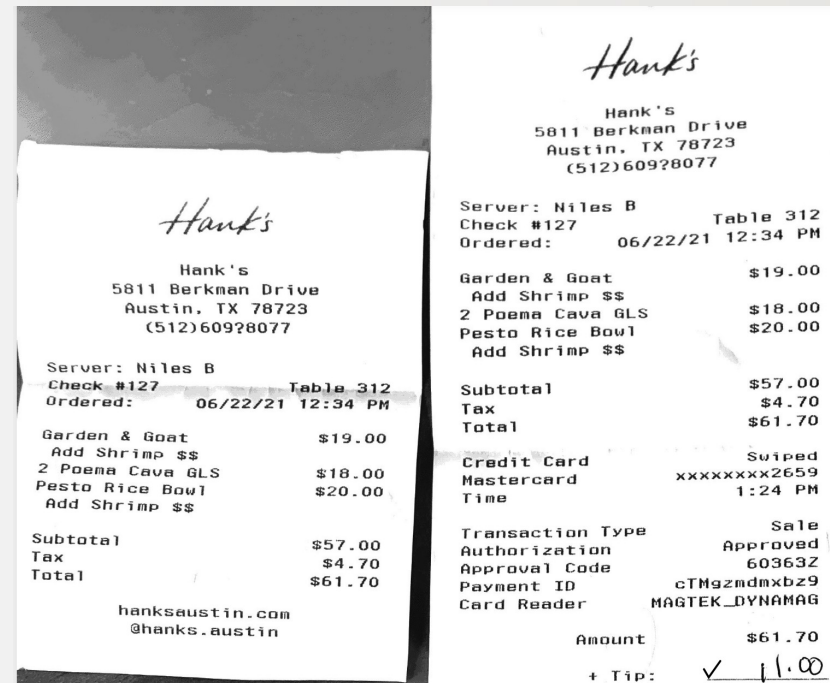 Hank's
Hank's
5811 Berkman Drive
Austin, TX 78723
(512)609?8077
Server: Niles B
Check #127 Table 312
Ordered: 06/22/21 12:34 PM
Garden & Goat $19.00
Add Shrimp $$
2 Poema Cava GLS $18.00
Pesto Rice Bowl $20.00
Add Shrimp $$
Subtotal $57.00
Tax $4.70
Total $61.70
hanksaustin.com
@hanks.austin
Hank's
Hank's
5811 Berkman Drive
Austin, TX 78723
(512)609?8077
Server: Niles B
Check #127 Table 312
Ordered: 06/22/21 12:34 PM
Garden & Goat $19.00
Add Shrimp $$
2 Poema Cava GLS $18.00
Pesto Rice Bowl $20.00
Add Shrimp $$
Subtotal $57.00
Tax $4.70
Total $61.70
Credit Card Swiped
Mastercard xxxxxxxx2659
Time 1:24 PM
Transaction Type Sale
Authorization Approved
Approval Code 60363Z
Payment ID cTMgzmdmxbz9
Card Reader MAGTEK_DYNAMAG
Amount $61.70
+ Tip: ✓ 11.00